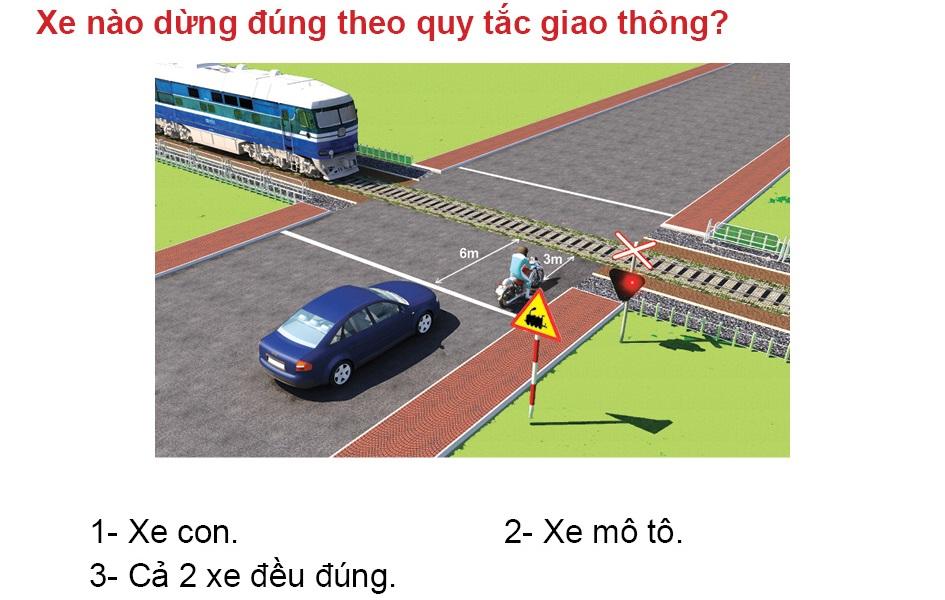 Xe nào dừng đúng theo quy tắc giao thông?
6m
3m
1- Xe con.
2- Xe mô tô.
3- Cả 2 xe đều đúng.